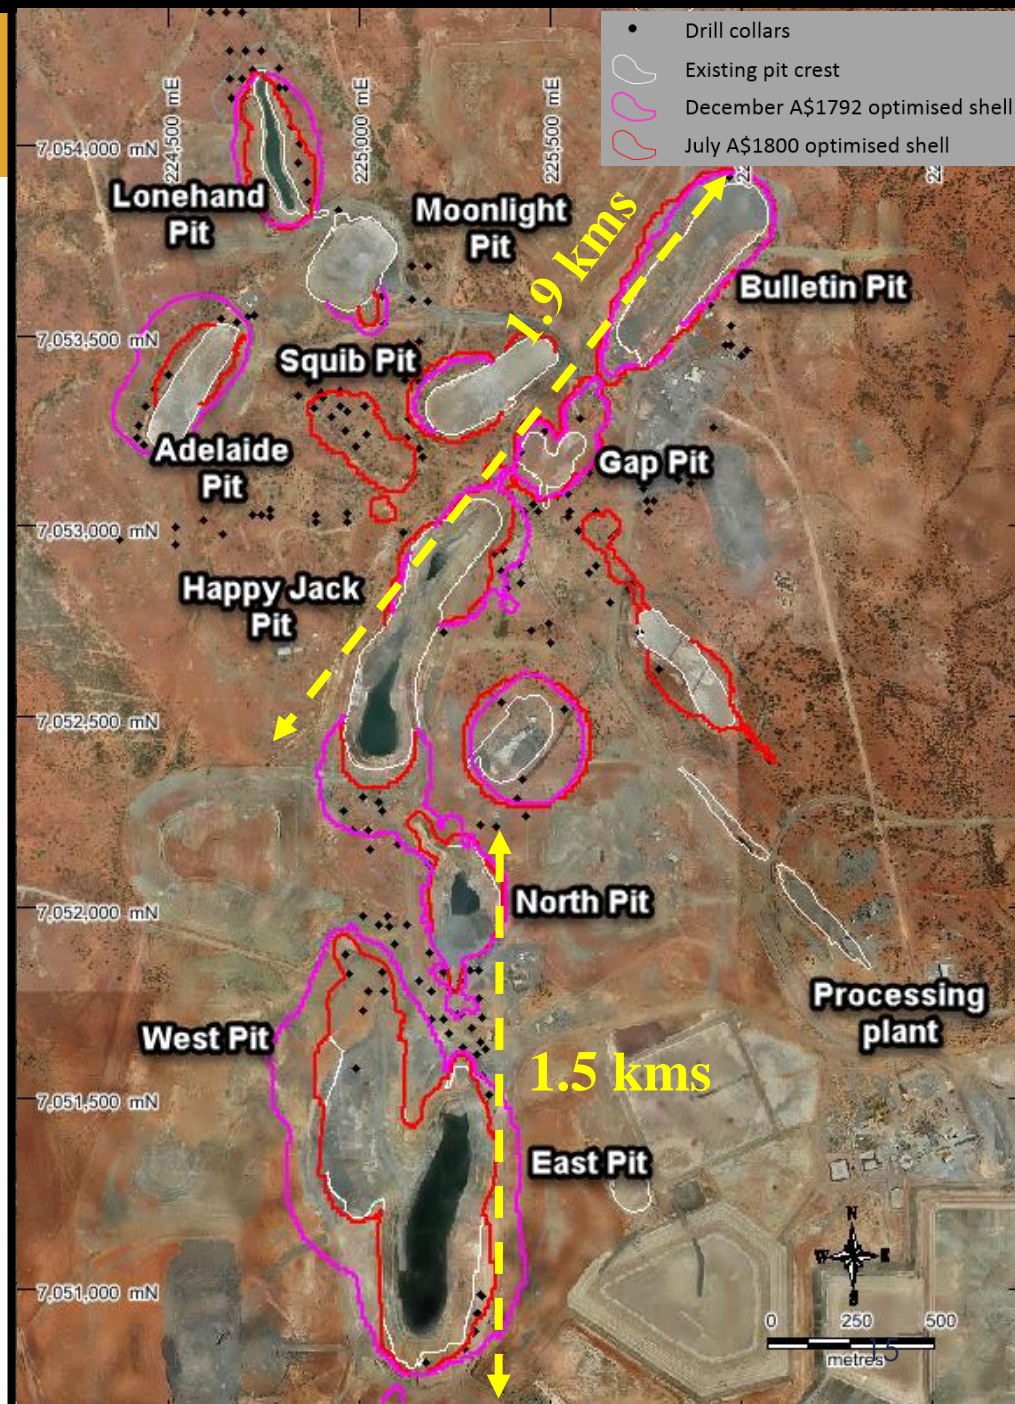 Drill collars
Existing pit crest
December A$1792 optimised shell
July A$1800 optimised shell
224,500 mE
225,000 mE
225,500 mE
7,054,000 mN
Lonehand
Pit
Moonlight
Pit
1.9 kms
Bulletin Pit
7,053,500 mN
Squib Pit
Adelaide
Pit
Gap Pit
7,053,000 mN
Happy Jack
Pit
7,052,500 mN
North Pit
7,052,000 mN
Processing
plant
West Pit
1.5 kms
7,051,500 mN
East Pit
N
W E
S
7,051,000 mN
0 250 500
metres
15